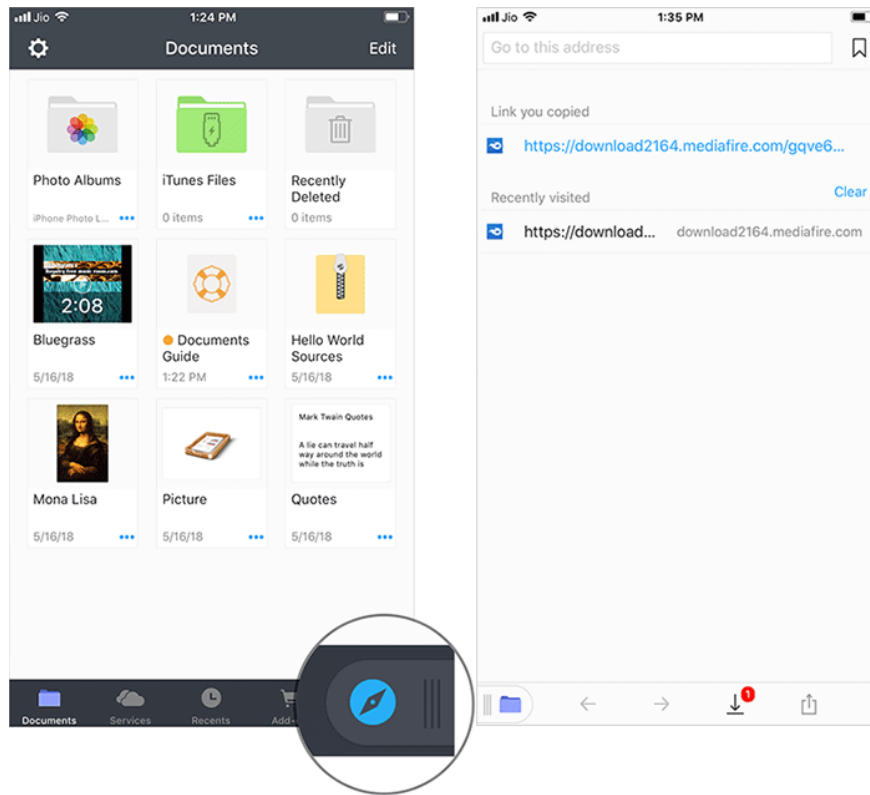 Jio 1:24 PM
Documents Edit
Photo Albums iTunes Files Recently
Deleted
iPhone Photo L... 0 items 0 items
2:08
Bluegrass Documents Hello World
Guide Sources
5/16/18 1:22 PM 5/16/18
Mark Twain Quotes
A lie can travel half
way around the world
while the truth is
Mona Lisa Picture Quotes
5/16/18 5/16/18 5/16/18
Documents Services Recents Add-
Jio 1:35 PM
Go to this address
Link you copied
https://download2164.mediafire.com/gqve6...
Recently visited Clear
https://download... download2164.mediafire.com
1